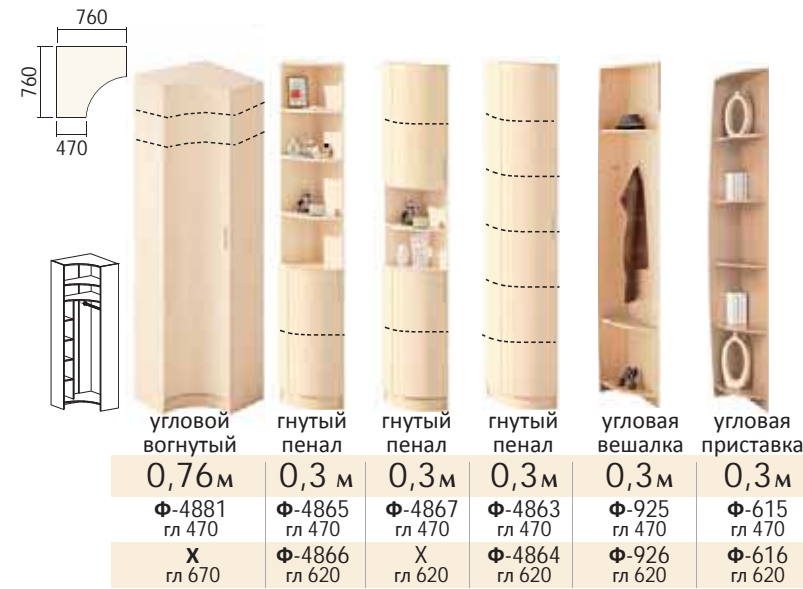 760
760
470
угловой гнутый гнутый гнутый угловая угловая
вогнутый пенал пенал пенал вешалка приставка
0,76м 0,3 м 0,3м 0,3м 0,3м 0,3м
Ф-4881 Ф-4865 Ф-4867 Ф-4863 Ф-925 Ф-615
гл 470 гл 470 гл 470 гл 470 гл 470 гл 470
Х Ф-4866 Х Ф-4864 Ф-926 Ф-616
гл 670 гл 620 гл 620 гл 620 гл 620 гл 620